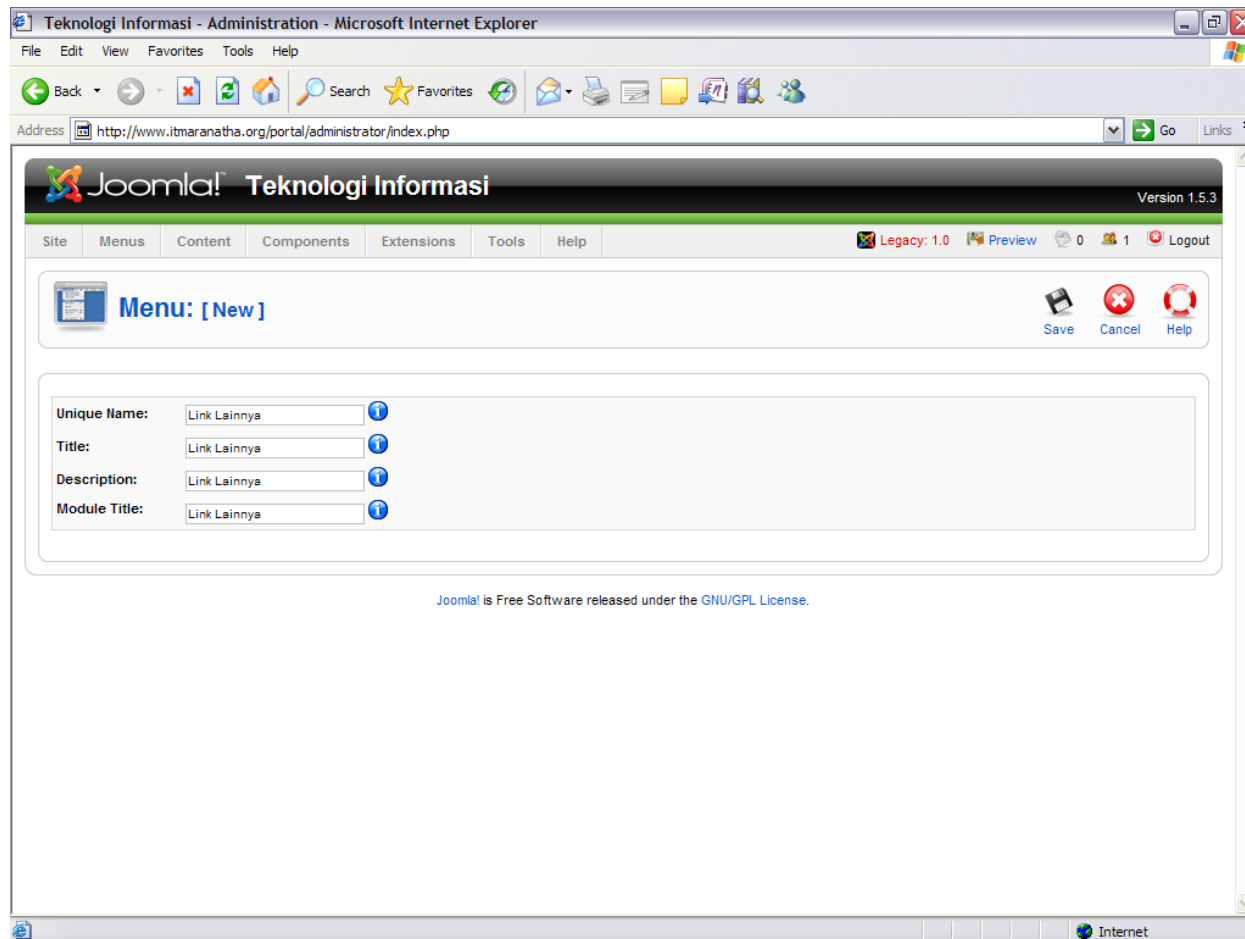 Teknologi Informasi - Administration - Microsoft Internet Explorer
File Edit View Favorites Tools Help
Back Search Favorites
Address http://www.itmaranatha.org/portal/administrator/index.php Go Links
Joomla! Teknologi Informasi
Version 1.5.3
Site Menus Content Components Extensions Tools Help Legacy: 1.0 Preview 0 1 Logout
Menu: [ New ]
Save Cancel Help
Unique Name: Link Lainnya
Title: Link Lainnya
Description: Link Lainnya
Module Title: Link Lainnya
Joomla! is Free Software released under the GNU/GPL License.
Internet